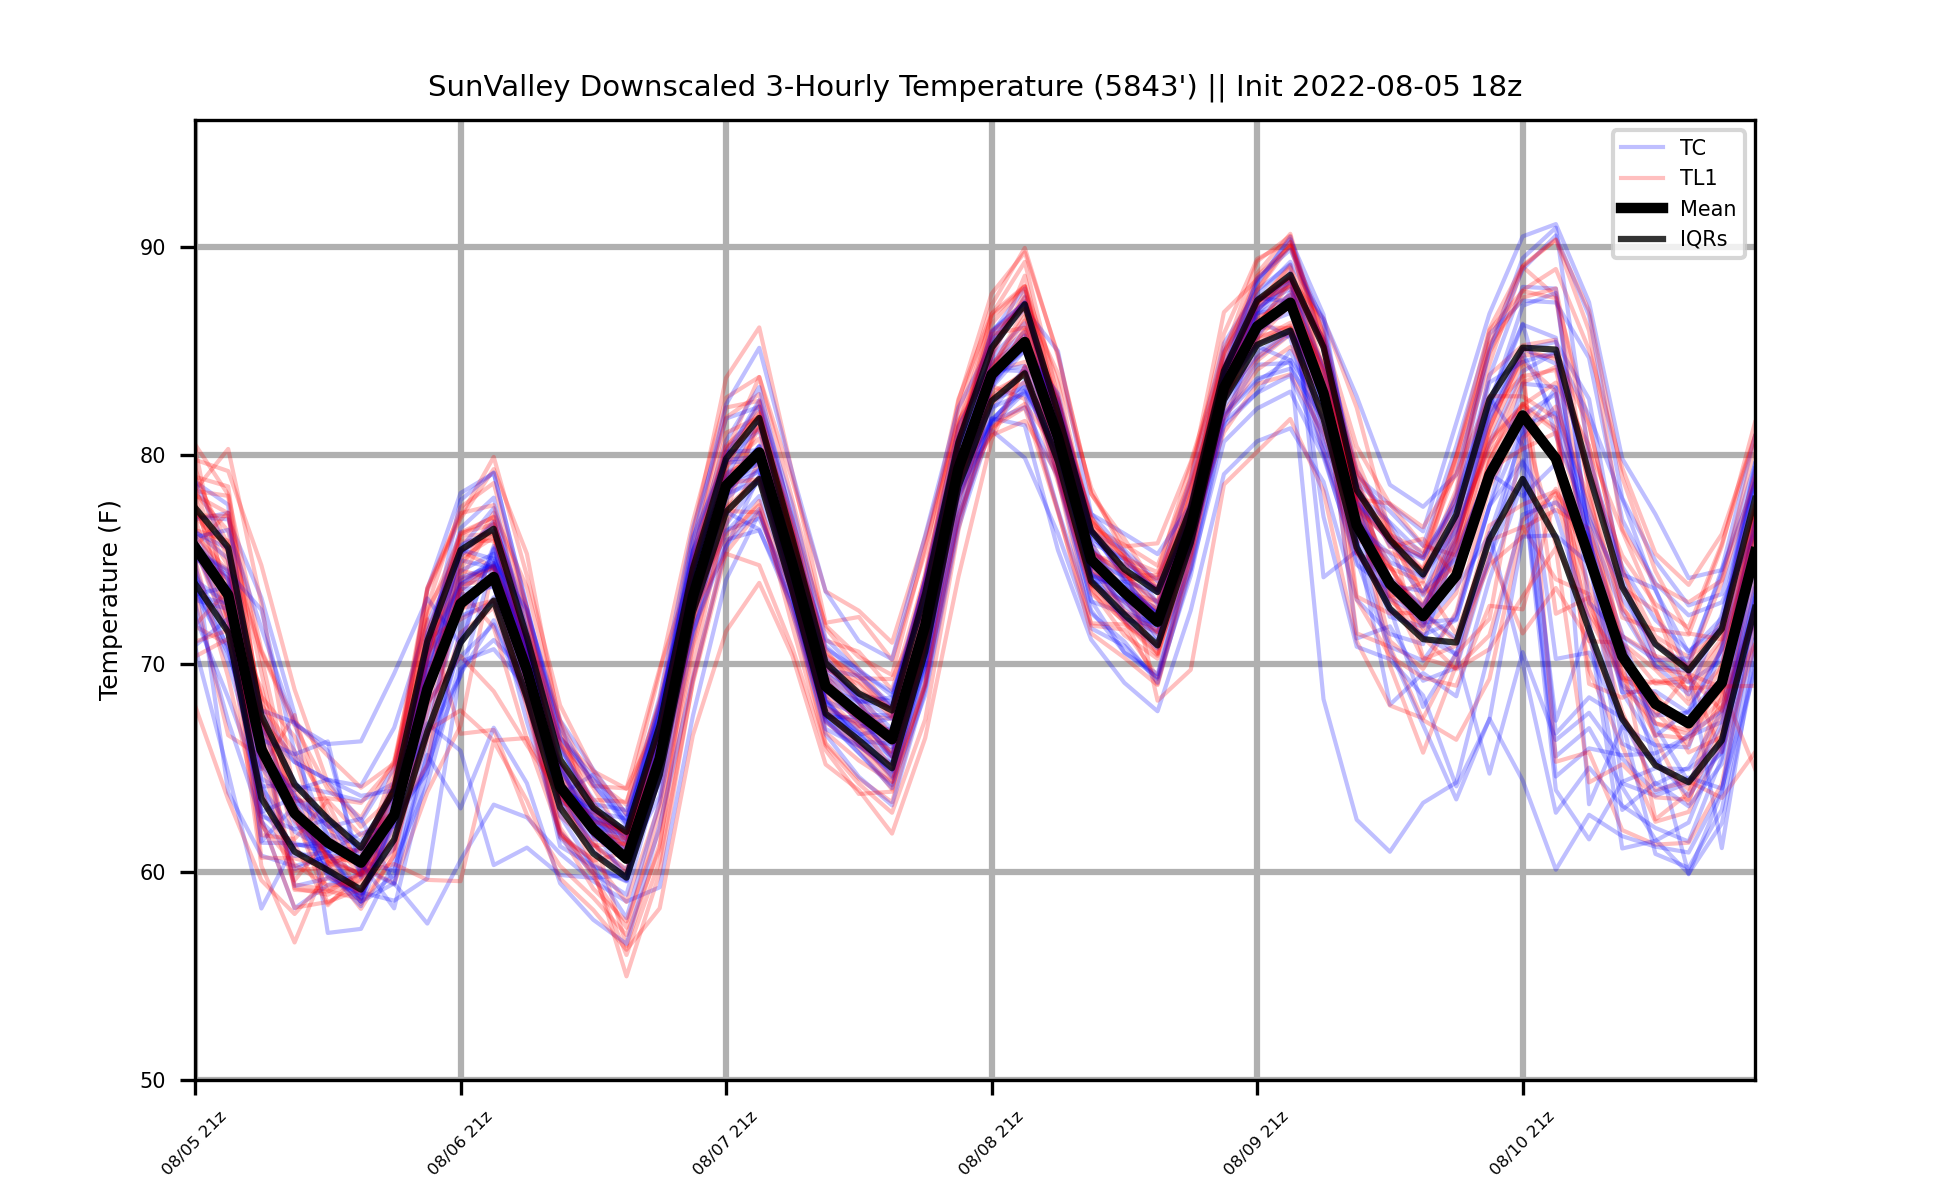 SunValley Downscaled 3-Hourly Temperature (5843') || Init 2022-08-05 18z
TC
TL1
Mean
IQRs
Temperature (F)
90
80
70
60
50
08/05 21z
08/06 21z
08/07 21z
08/08 21z
08/09 21z
08/10 21z